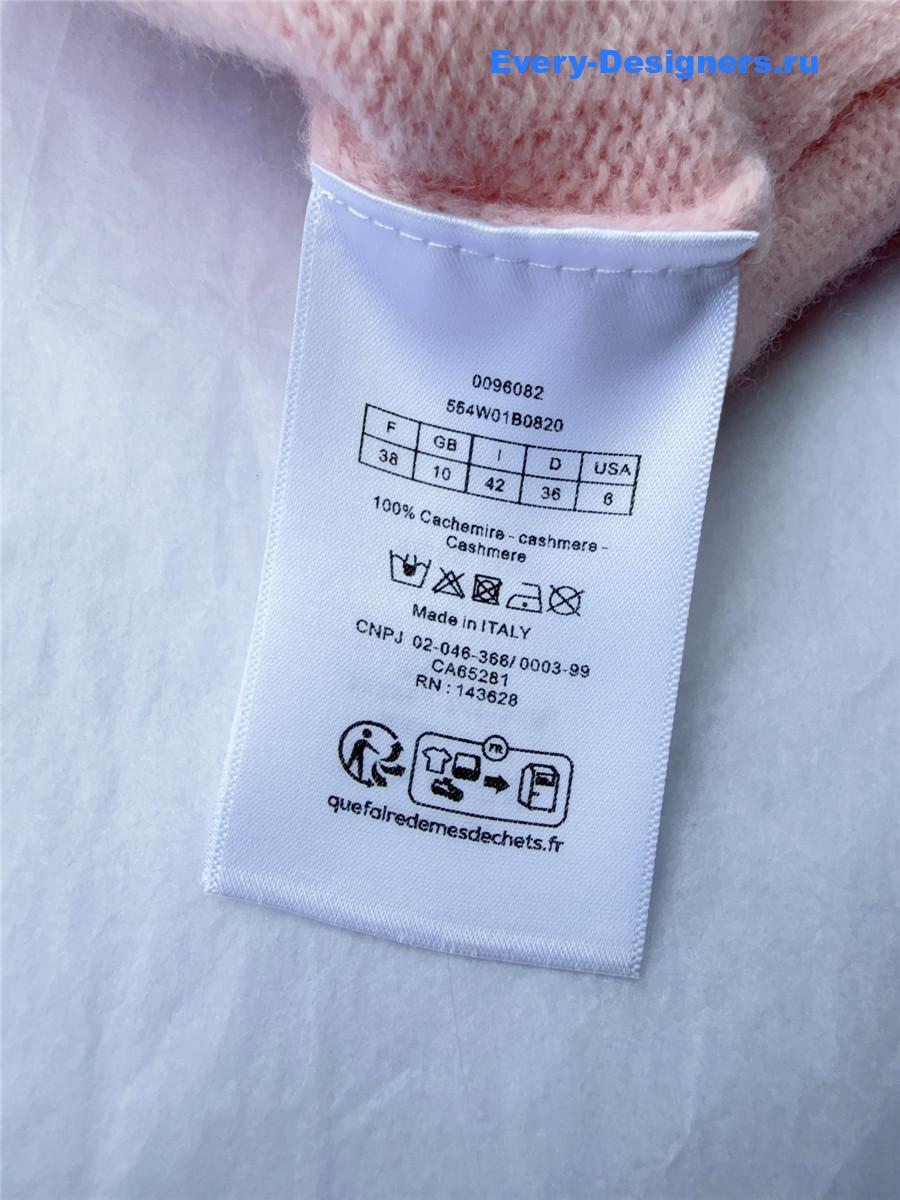 Every-Designers.ru
0096082
554W01B0820
F GB I D USA
38 10 42 36 6
100% Cachemire - cashmere -
Cashmere
Made in ITALY
CNPJ 02-046-366/0003-99
CA65281
RN : 143628
FR
quefairedemesdechets.fr